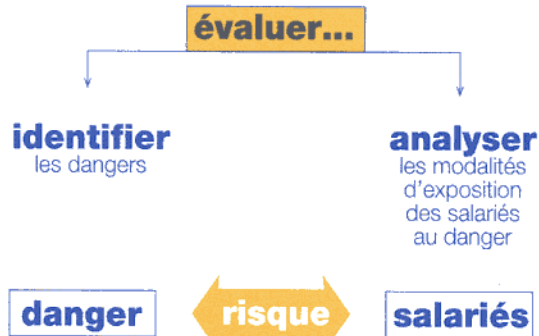 évaluer...
identifier
les dangers
analyser
les modalités
d'exposition
des salariés
au danger
danger
risque
salariés